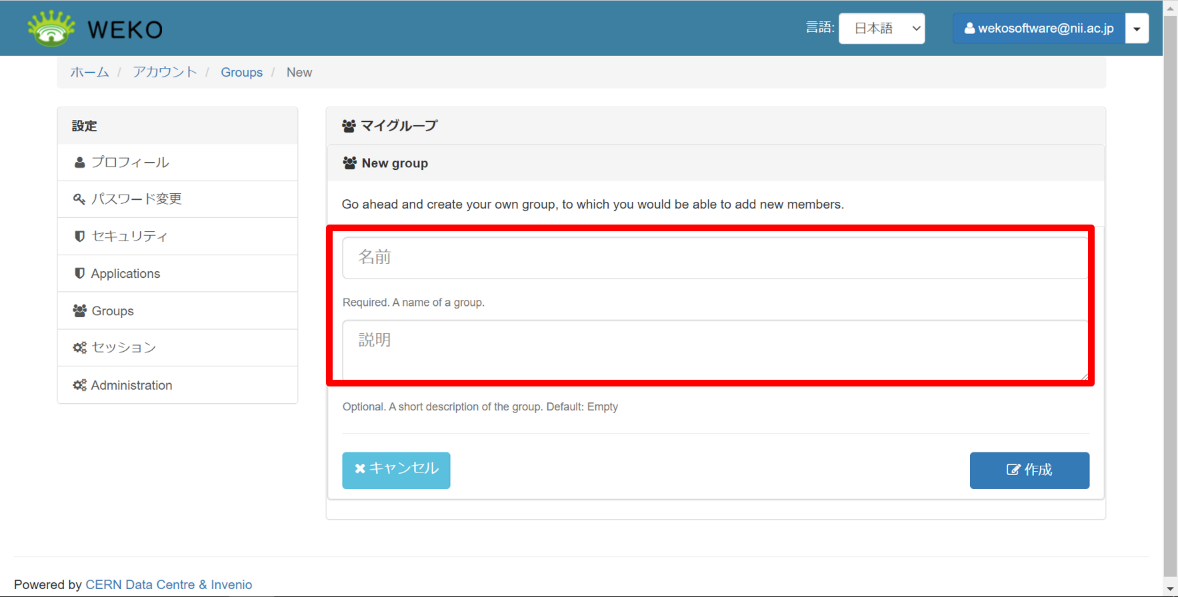 WEKO 言語: 日本語 wekosoftware@nii.ac.jp
ホーム / アカウント / Groups / New
設定
プロフィール
パスワード変更
セキュリティ
Applications
Groups
セッション
Administration
マイグループ
New group
Go ahead and create your own group, to which you would be able to add new members.
名前
Required. A name of a group.
説明
Optional. A short description of the group. Default: Empty
キャンセル 作成
Powered by CERN Data Centre & Invenio